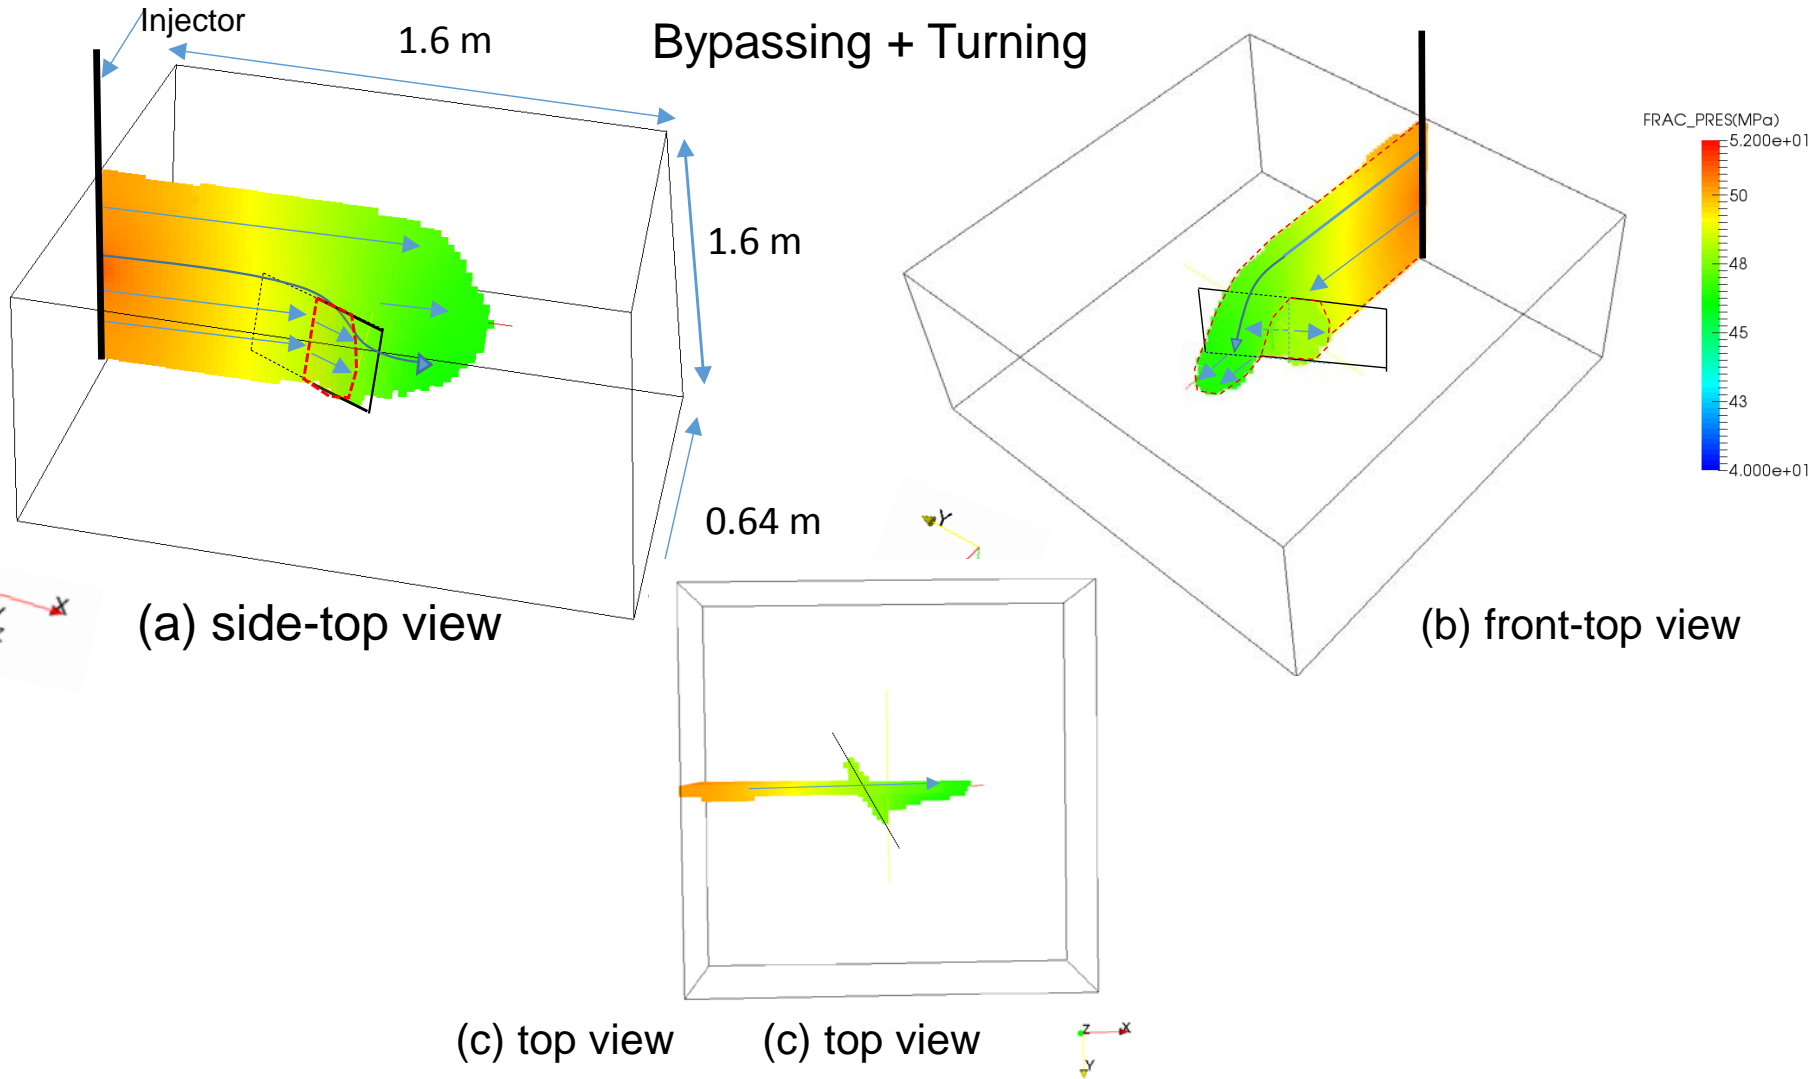 Injector
1.6 m
Bypassing + Turning
FRAC_PRES(MPa)
5.200e+01
50
48
45
43
4.000e+01
1.6 m
0.64 m
Y
X
Z
(a) side-top view
(b) front-top view
(c) top view
(c) top view
Z
X
Y